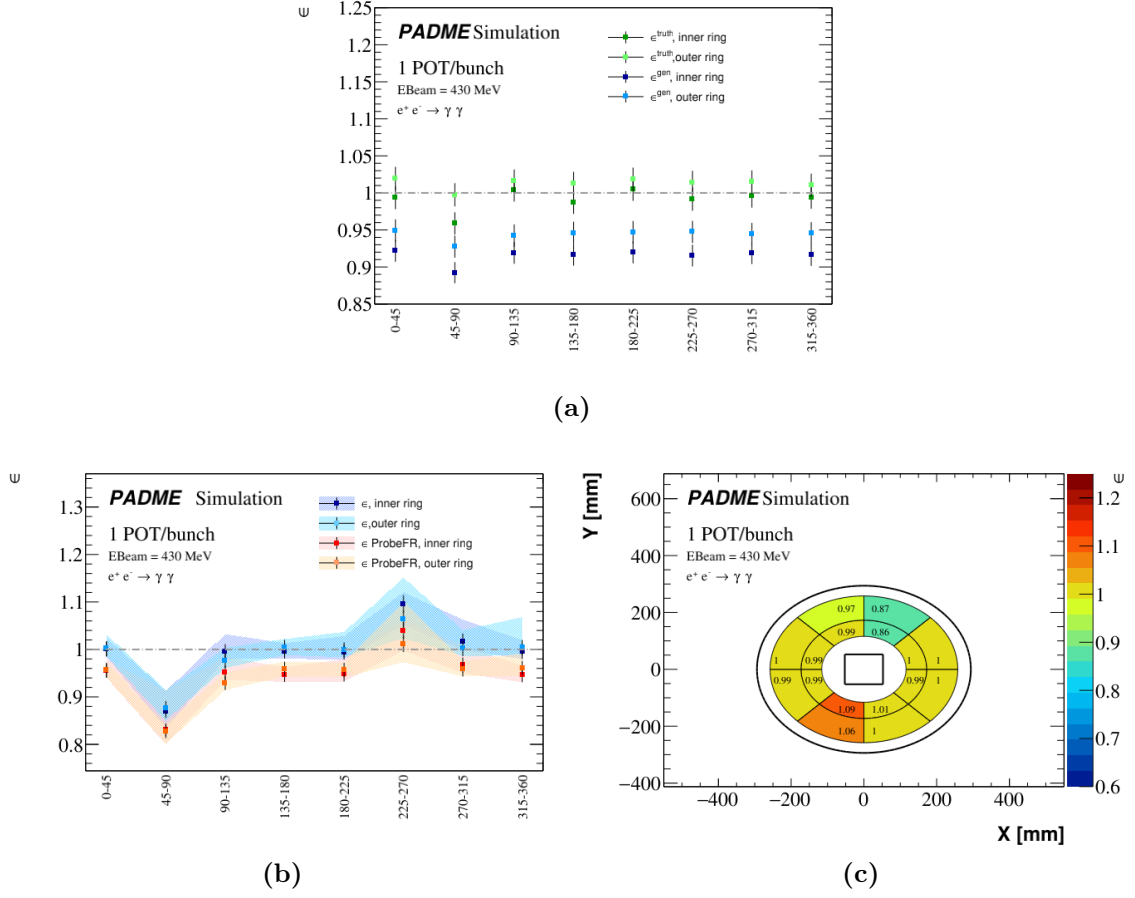 ∈
1.25
1.2
1.15
1.1
1.05
1
0.95
0.9
0.85
PADME Simulation
1 POT/bunch
EBeam = 430 MeV
e⁺ e⁻ → γ γ
ϵ^truth, inner ring
ϵ^truth,outer ring
ϵ^gen, inner ring
ϵ^gen, outer ring
0-45
45-90
90-135
135-180
180-225
225-270
270-315
315-360
(a)
∈
1.3
1.2
1.1
1
0.9
0.8
PADME Simulation
1 POT/bunch
EBeam = 430 MeV
e⁺ e⁻ → γ γ
∈, inner ring
∈,outer ring
∈ ProbeFR, inner ring
∈ ProbeFR, outer ring
0-45
45-90
90-135
135-180
180-225
225-270
270-315
315-360
(b)
Y [mm]
600
400
200
0
−200
−400
PADME Simulation
1 POT/bunch
EBeam = 430 MeV
e⁺ e⁻ → γ γ
0.97 0.87
0.99 0.86
1 0.99 1 1
0.99 0.99 0.99 1
1.09 1.01
1.06 1
−400 −200 0 200 400
X [mm]
∈
1.2
1.1
1
0.9
0.8
0.7
0.6
(c)